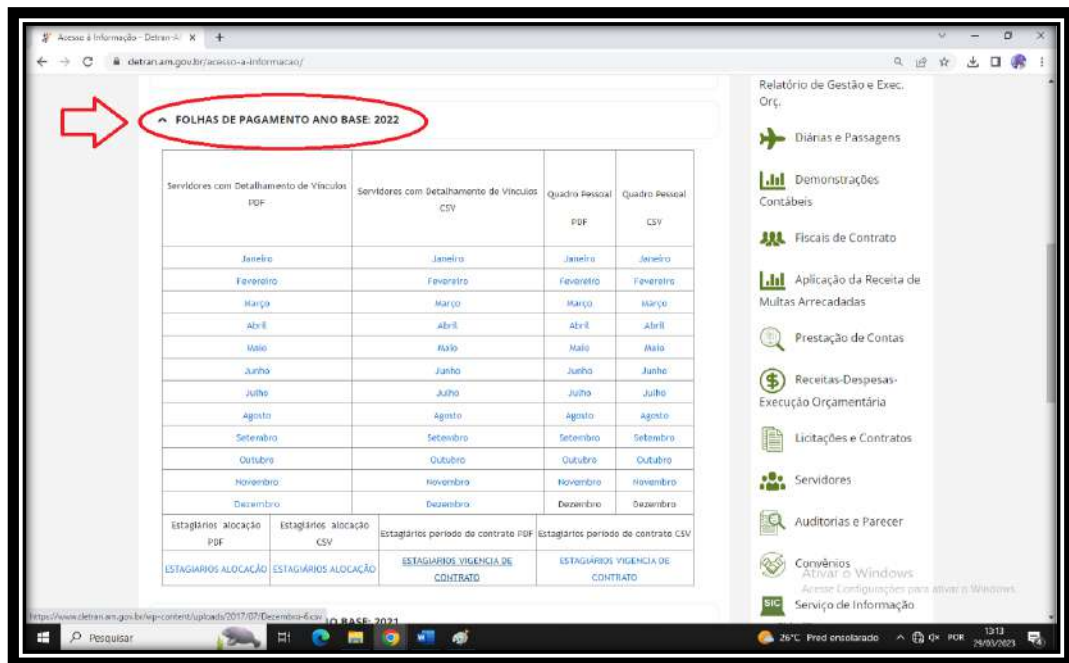 Acesso à Informação - Detran-A
detran.am.gov.br/acesso-a-informacao/
FOLHAS DE PAGAMENTO ANO BASE: 2022
Servidores com Detalhamento de Vínculos PDF
Servidores com Detalhamento de Vínculos CSV
Quadro Pessoal PDF
Quadro Pessoal CSV
Janeiro Janeiro Janeiro Janeiro
Fevereiro Fevereiro Fevereiro Fevereiro
Março Março Março Março
Abril Abril Abril Abril
Maio Maio Maio Maio
Junho Junho Junho Junho
Julho Julho Julho Julho
Agosto Agosto Agosto Agosto
Setembro Setembro Setembro Setembro
Outubro Outubro Outubro Outubro
Novembro Novembro Novembro Novembro
Dezembro Dezembro Dezembro Dezembro
Estagiários alocação PDF
Estagiários alocação CSV
Estagiários período de contrato PDF
Estagiários período de contrato CSV
ESTAGIARIOS ALOCAÇÃO
ESTAGIÁRIOS ALOCAÇÃO
ESTAGIARIOS VIGENCIA DE
CONTRATO
ESTAGIÁRIOS VIGENCIA DE
CONTRATO
O BASE: 2021
https://www.detran.am.gov.br/wp-content/uploads/2017/07/Dezembro-6.csv
Relatório de Gestão e Exec.
Orç.
Diárias e Passagens
Demonstrações
Contábeis
Fiscais de Contrato
Aplicação da Receita de
Multas Arrecadadas
Prestação de Contas
Receitas-Despesas-
Execução Orçamentária
Licitações e Contratos
Servidores
Auditorias e Parecer
Convênios
Ativar o Windows
Acesse Configurações para ativar o Windows.
SIC
Serviço de Informação
Pesquisar
26°C Pred ensolarado
POR
13:13
29/03/2023